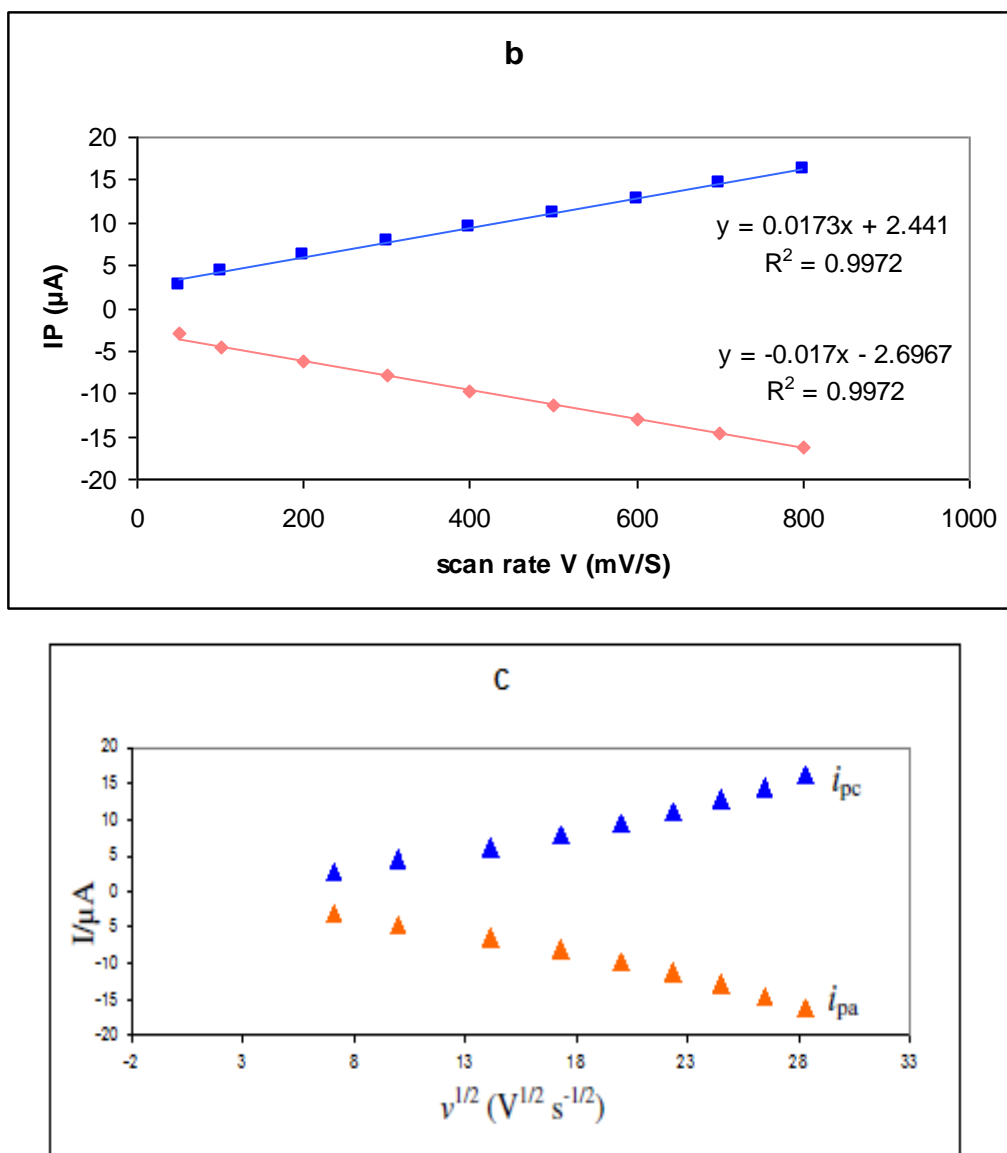 b
20
15
10
5
0
-5
-10
-15
-20
IP (µA)
y = 0.0173x + 2.441
R² = 0.9972
y = -0.017x - 2.6967
R² = 0.9972
0 200 400 600 800 1000
scan rate V (mV/S)
C
20
15
10
5
0
-5
-10
-15
-20
I/µA
ipc
ipa
-2 3 8 13 18 23 28 33
v^1/2 (V^1/2 s^-1/2)